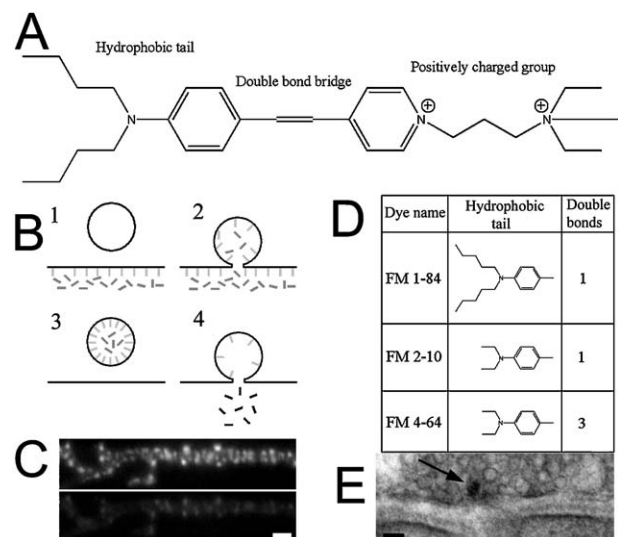 A
Hydrophobic tail
Double bond bridge
Positively charged group
N
N
N
B
1
2
3
4
C
D
Dye name
Hydrophobic
tail
Double
bonds
FM 1-84
N
1
FM 2-10
N
1
FM 4-64
N
3
E